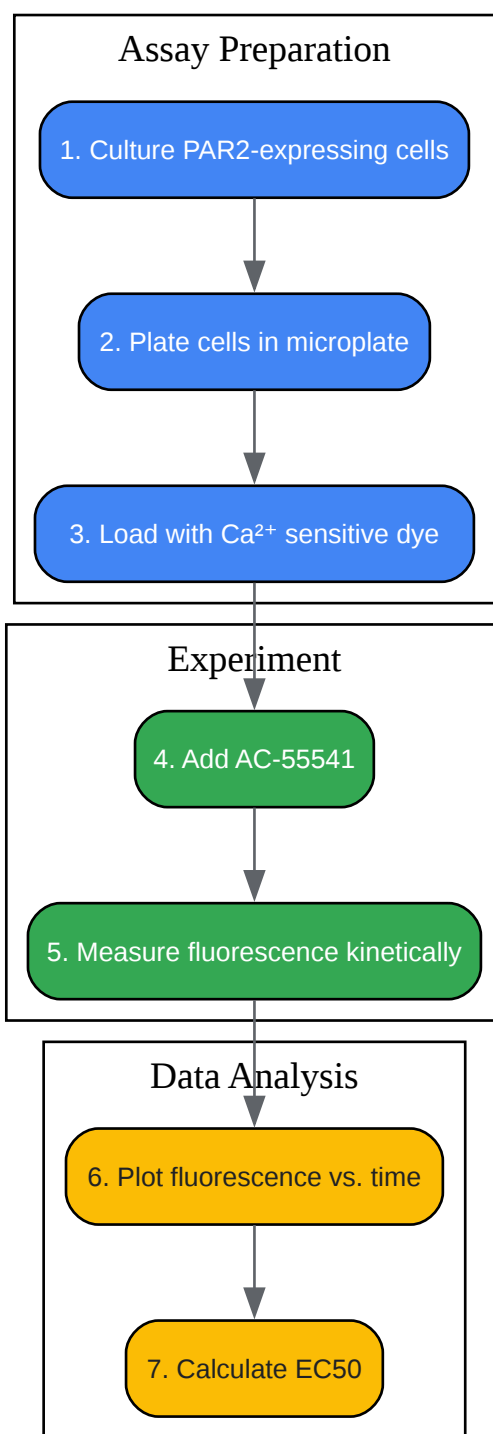 Assay Preparation
1. Culture PAR2-expressing cells
2. Plate cells in microplate
3. Load with Ca²⁺ sensitive dye
Experiment
4. Add AC-55541
5. Measure fluorescence kinetically
Data Analysis
6. Plot fluorescence vs. time
7. Calculate EC50